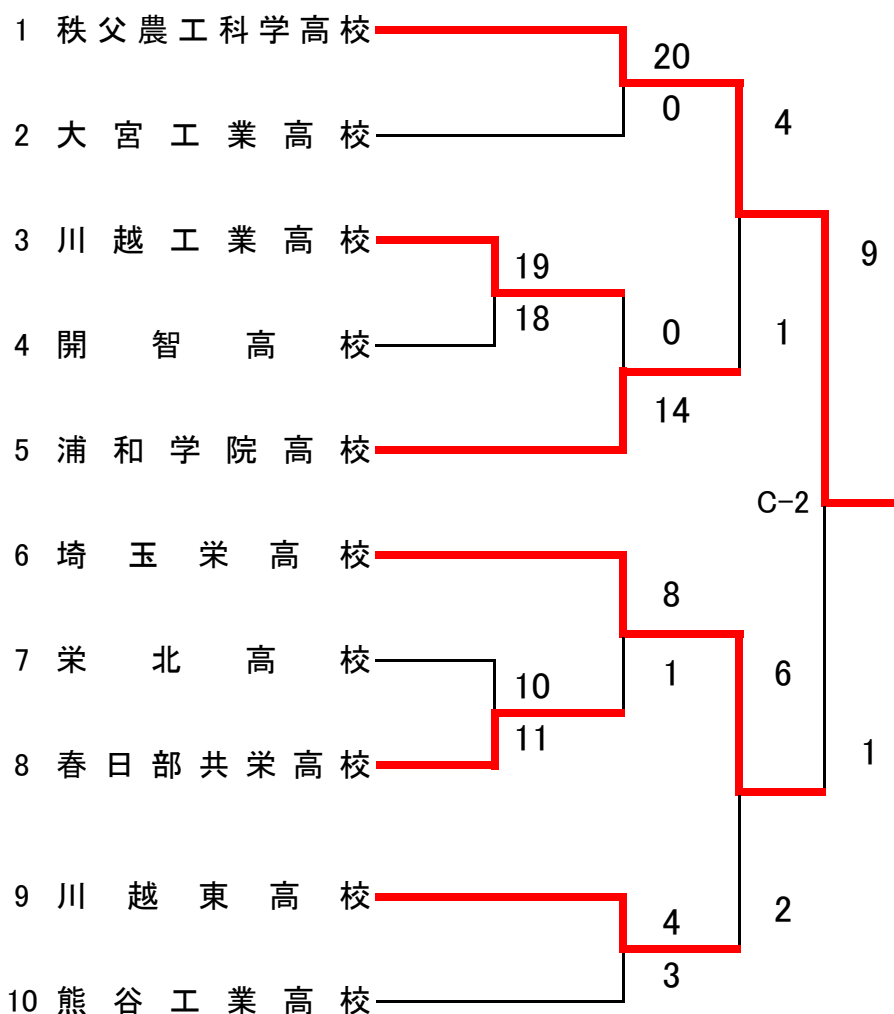 1 秩父農工科学高校
20
0
4
2 大宮工業高校
3 川越工業高校
9
19
18
0
1
4 開智高校
14
5 浦和学院高校
C-2
6 埼玉栄高校
8
7 栄北高校
1
6
10
11
1
8 春日部共栄高校
9 川越東高校
4
2
3
10 熊谷工業高校